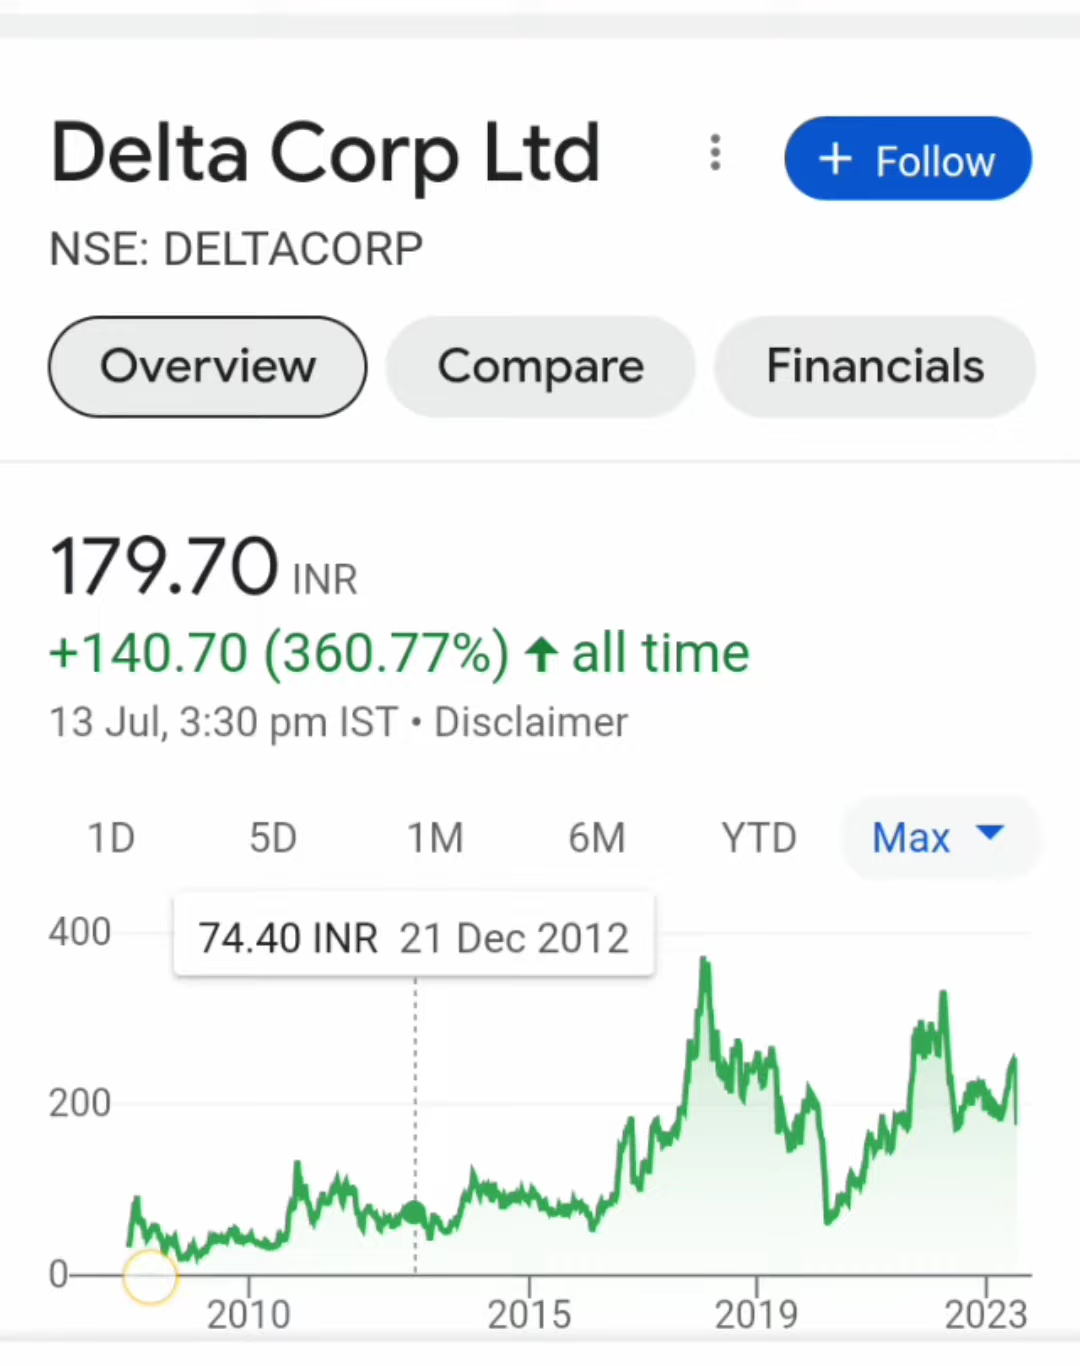 Delta Corp Ltd
+ Follow
NSE: DELTACORP
Overview Compare Financials
179.70 INR
+140.70 (360.77%) ↑ all time
13 Jul, 3:30 pm IST • Disclaimer
1D 5D 1M 6M YTD Max
400
74.40 INR 21 Dec 2012
200
0
2010 2015 2019 2023